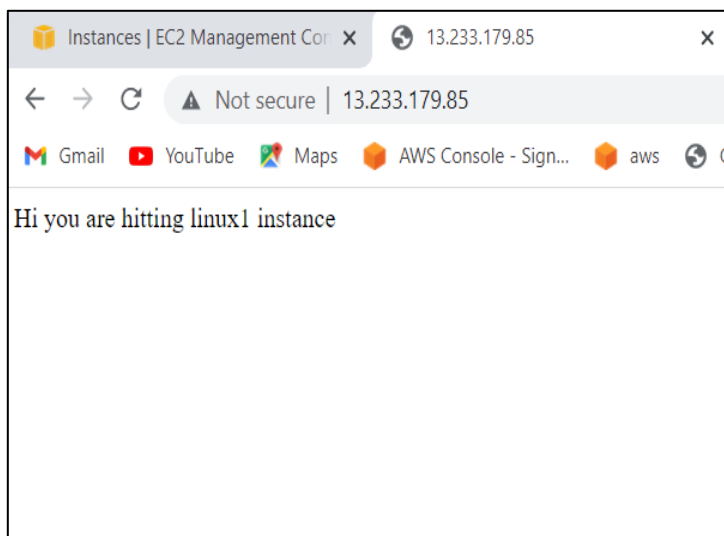 Instances | EC2 Management Con
13.233.179.85
Not secure | 13.233.179.85
Gmail YouTube Maps AWS Console - Sign... aws
Hi you are hitting linux1 instance